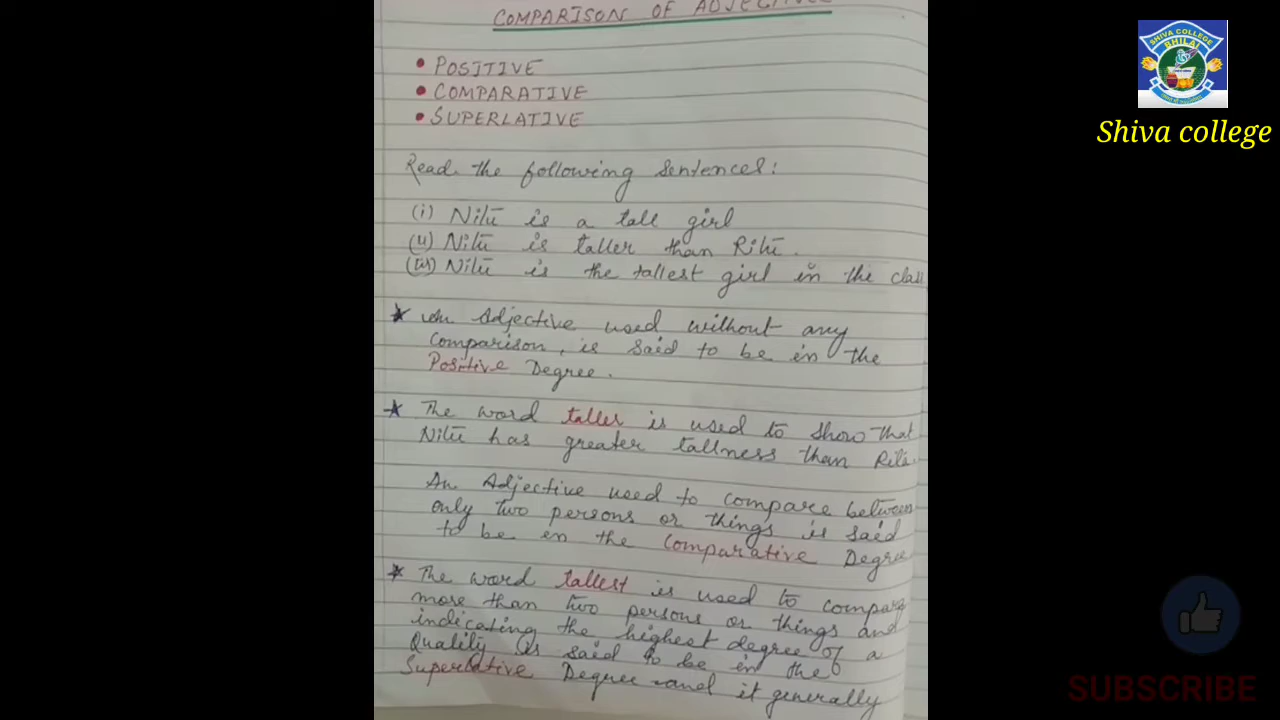 COMPARISON OF ADJECTIVES
• POSITIVE
• COMPARATIVE
• SUPERLATIVE
Read the following sentences:
(i) Nitu is a tall girl
(ii) Nitu is taller than Ritu.
(iii) Nitu is the tallest girl in the class
★ An Adjective used without any
comparison, is said to be in the
Positive Degree.
★ The word taller is used to show that
Nitu has greater tallness than Ritu.
An Adjective used to compare between
only two persons or things is said
to be in the Comparative Degree
★ The word tallest is used to compare
more than two persons or things and
indicating the highest degree of a
Quality is said to be in the
Superlative Degree and it generally
SHIVA COLLEGE
BHILAI
Shiva college
SUBSCRIBE